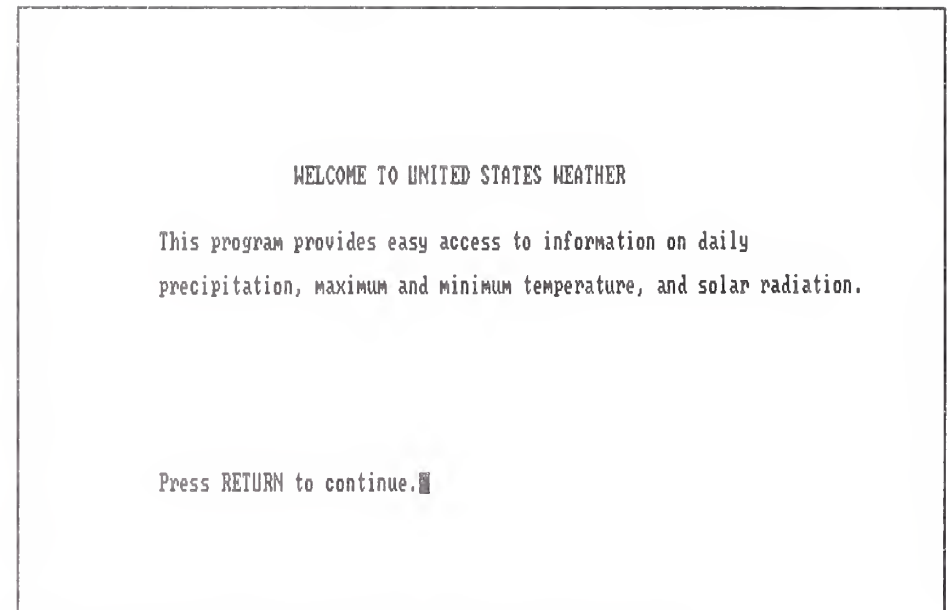 WELCOME TO UNITED STATES WEATHER
This program provides easy access to information on daily
precipitation, maximum and minimum temperature, and solar radiation.
Press RETURN to continue.